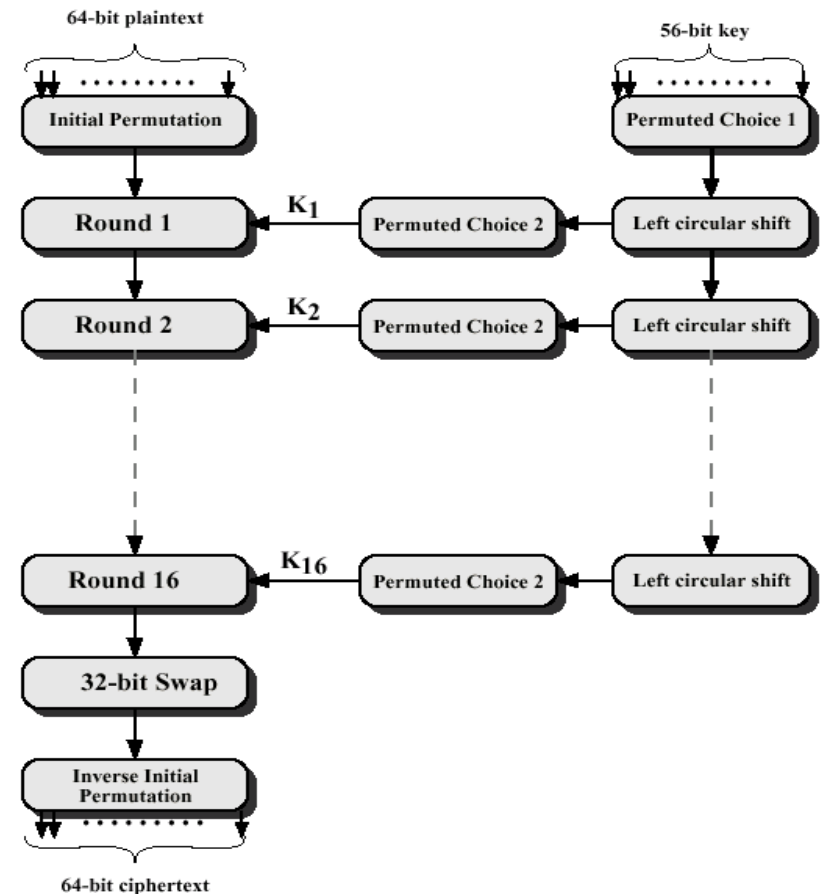 64-bit plaintext
56-bit key
Initial Permutation
Permuted Choice 1
Round 1
K1
Permuted Choice 2
Left circular shift
Round 2
K2
Permuted Choice 2
Left circular shift
Round 16
K16
Permuted Choice 2
Left circular shift
32-bit Swap
Inverse Initial
Permutation
64-bit ciphertext